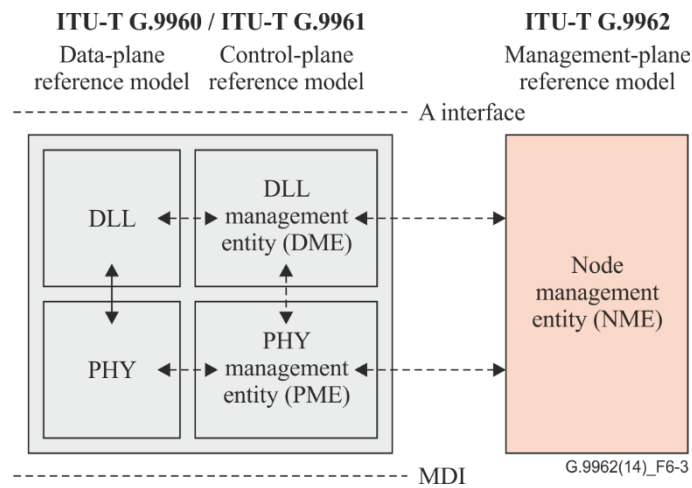 ITU-T G.9960 / ITU-T G.9961
Data-plane
reference model
Control-plane
reference model
ITU-T G.9962
Management-plane
reference model
A interface
DLL
DLL
management
entity (DME)
PHY
PHY
management
entity (PME)
Node
management
entity (NME)
G.9962(14)_F6-3
MDI